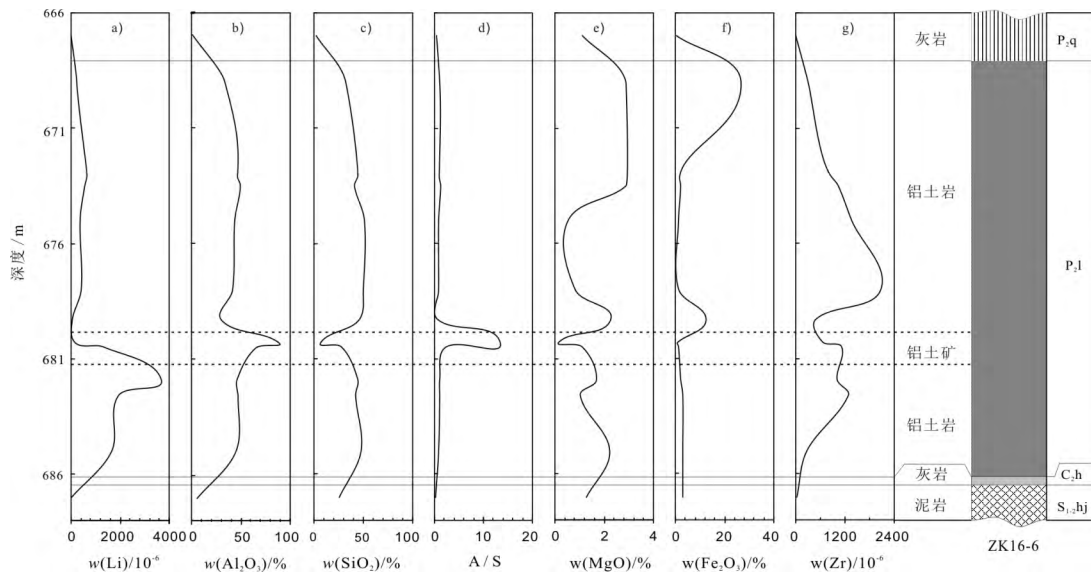 a)
b)
c)
d)
e)
f)
g)
666
671
676
681
686
深度/m
灰岩
铝土岩
铝土矿
铝土岩
灰岩
泥岩
P₂q
P₂l
C₂h
S₁₋₂hj
0 2000 4000
0 50 100
0 50 100
0 10 20
0 2 4
0 20 40
0 1200 2400
w(Li)/10⁻⁶
w(Al₂O₃)/%
w(SiO₂)/%
A/S
w(MgO)/%
w(Fe₂O₃)/%
w(Zr)/10⁻⁶
ZK16-6